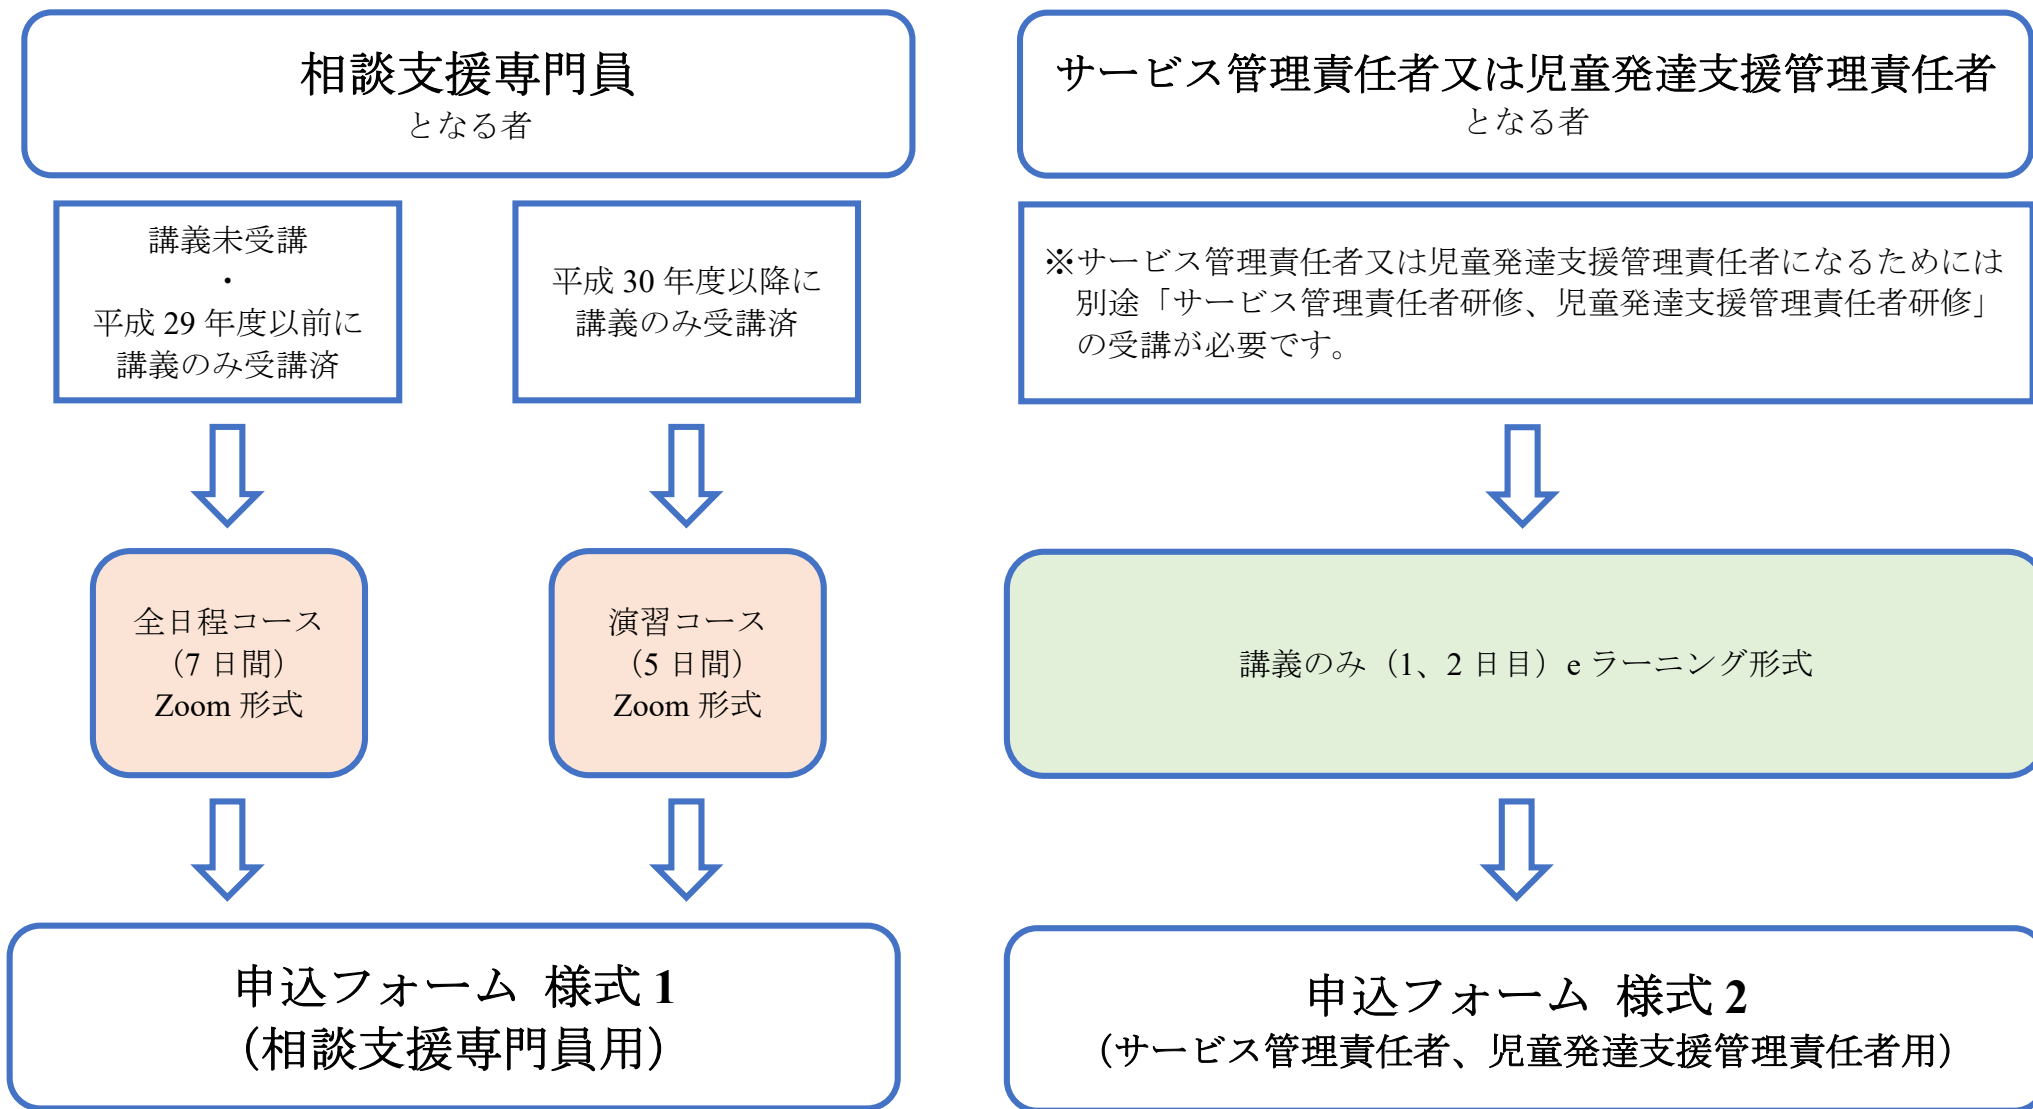 相談支援専門員
となる者
講義未受講
・
平成 29 年度以前に
講義のみ受講済
平成 30 年度以降に
講義のみ受講済
全日程コース
（7 日間）
Zoom 形式
演習コース
（5 日間）
Zoom 形式
申込フォーム 様式 1
（相談支援専門員用）
サービス管理責任者又は児童発達支援管理責任者
となる者
※サービス管理責任者又は児童発達支援管理責任者になるためには
別途「サービス管理責任者研修、児童発達支援管理責任者研修」
の受講が必要です。
講義のみ（1、2 日目）e ラーニング形式
申込フォーム 様式 2
（サービス管理責任者、児童発達支援管理責任者用）